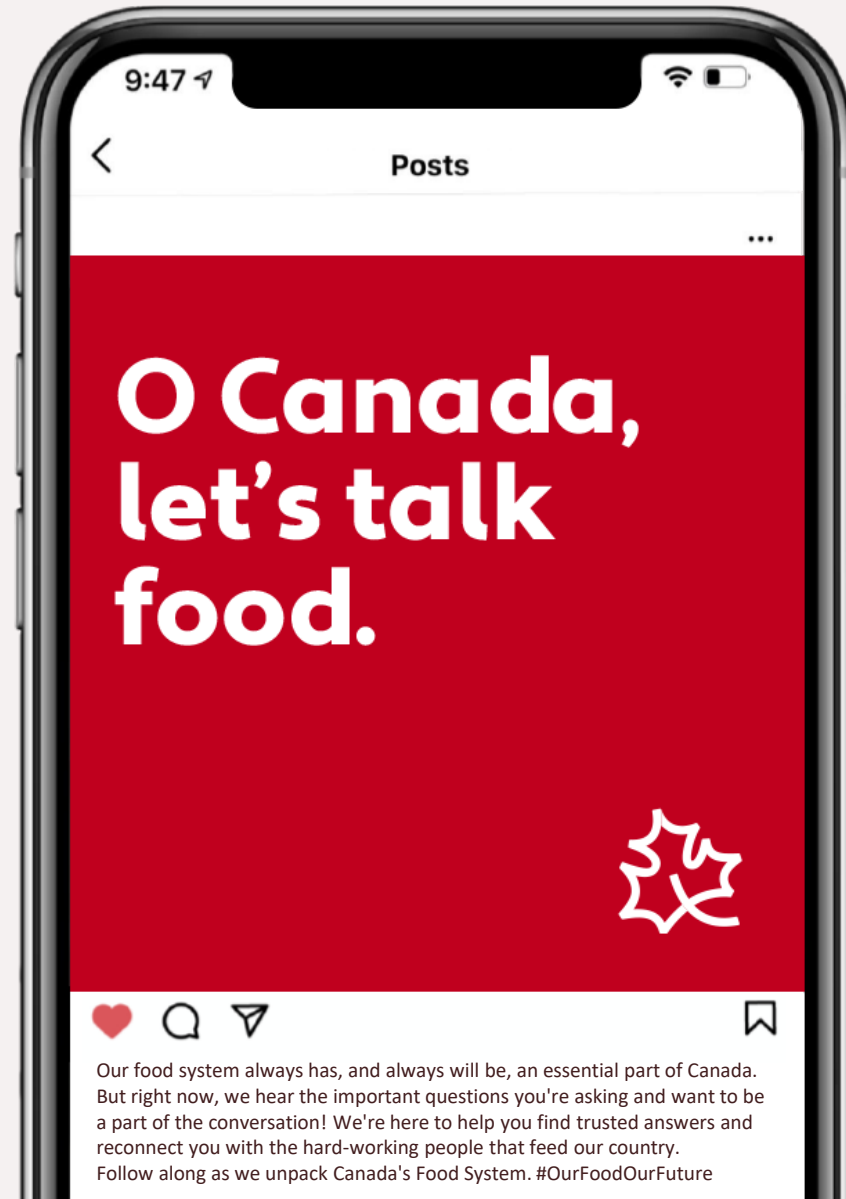 9:47
Posts
O Canada,
let's talk
food.
Our food system always has, and always will be, an essential part of Canada.
But right now, we hear the important questions you're asking and want to be
a part of the conversation! We're here to help you find trusted answers and
reconnect you with the hard-working people that feed our country.
Follow along as we unpack Canada's Food System. #OurFoodOurFuture